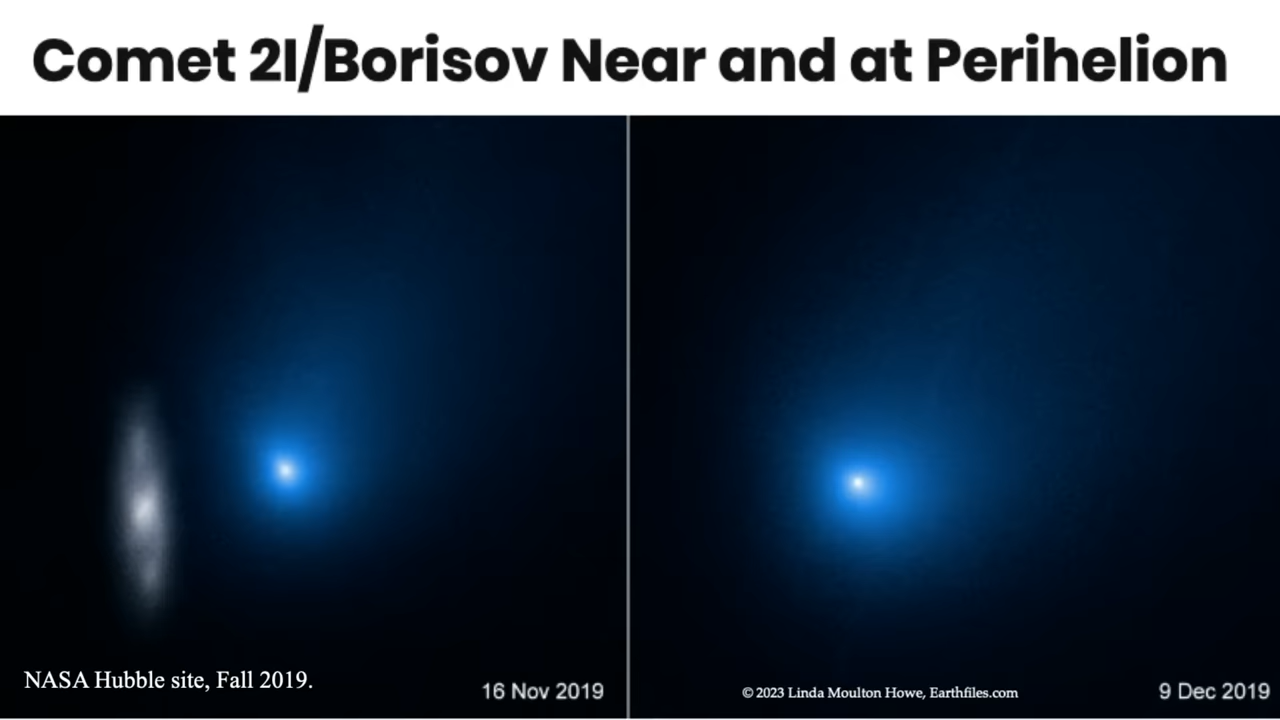 Comet 2I/Borisov Near and at Perihelion
NASA Hubble site, Fall 2019.
16 Nov 2019
© 2023 Linda Moulton Howe, Earthfiles.com
9 Dec 2019